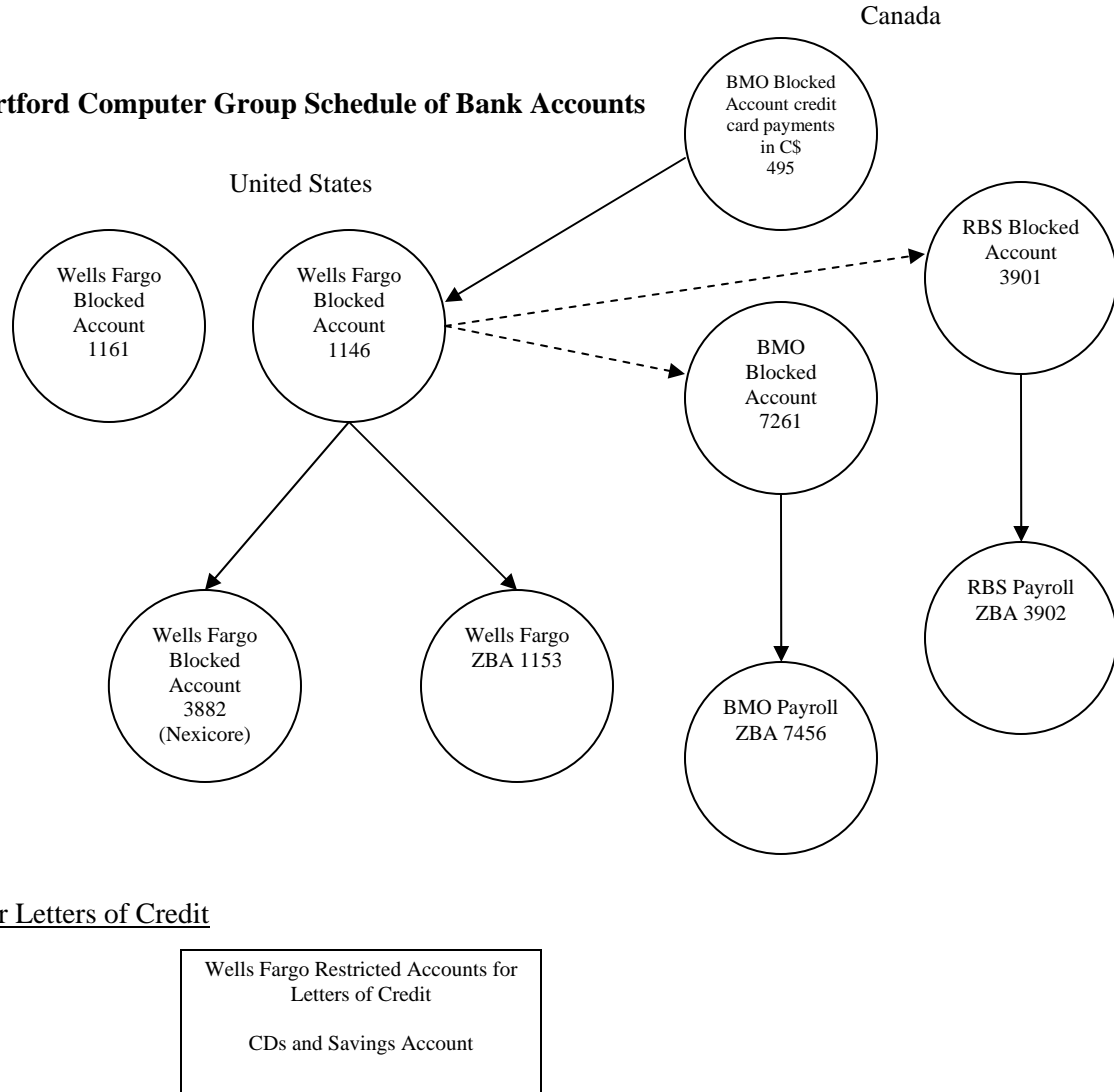 Canada
rtford Computer Group Schedule of Bank Accounts
BMO Blocked
Account credit
card payments
in C$
495
United States
Wells Fargo
Blocked
Account
1161
Wells Fargo
Blocked
Account
1146
RBS Blocked
Account
3901
BMO
Blocked
Account
7261
Wells Fargo
Blocked
Account
3882
(Nexicore)
Wells Fargo
ZBA 1153
BMO Payroll
ZBA 7456
RBS Payroll
ZBA 3902
r Letters of Credit
Wells Fargo Restricted Accounts for
Letters of Credit
CDs and Savings Account